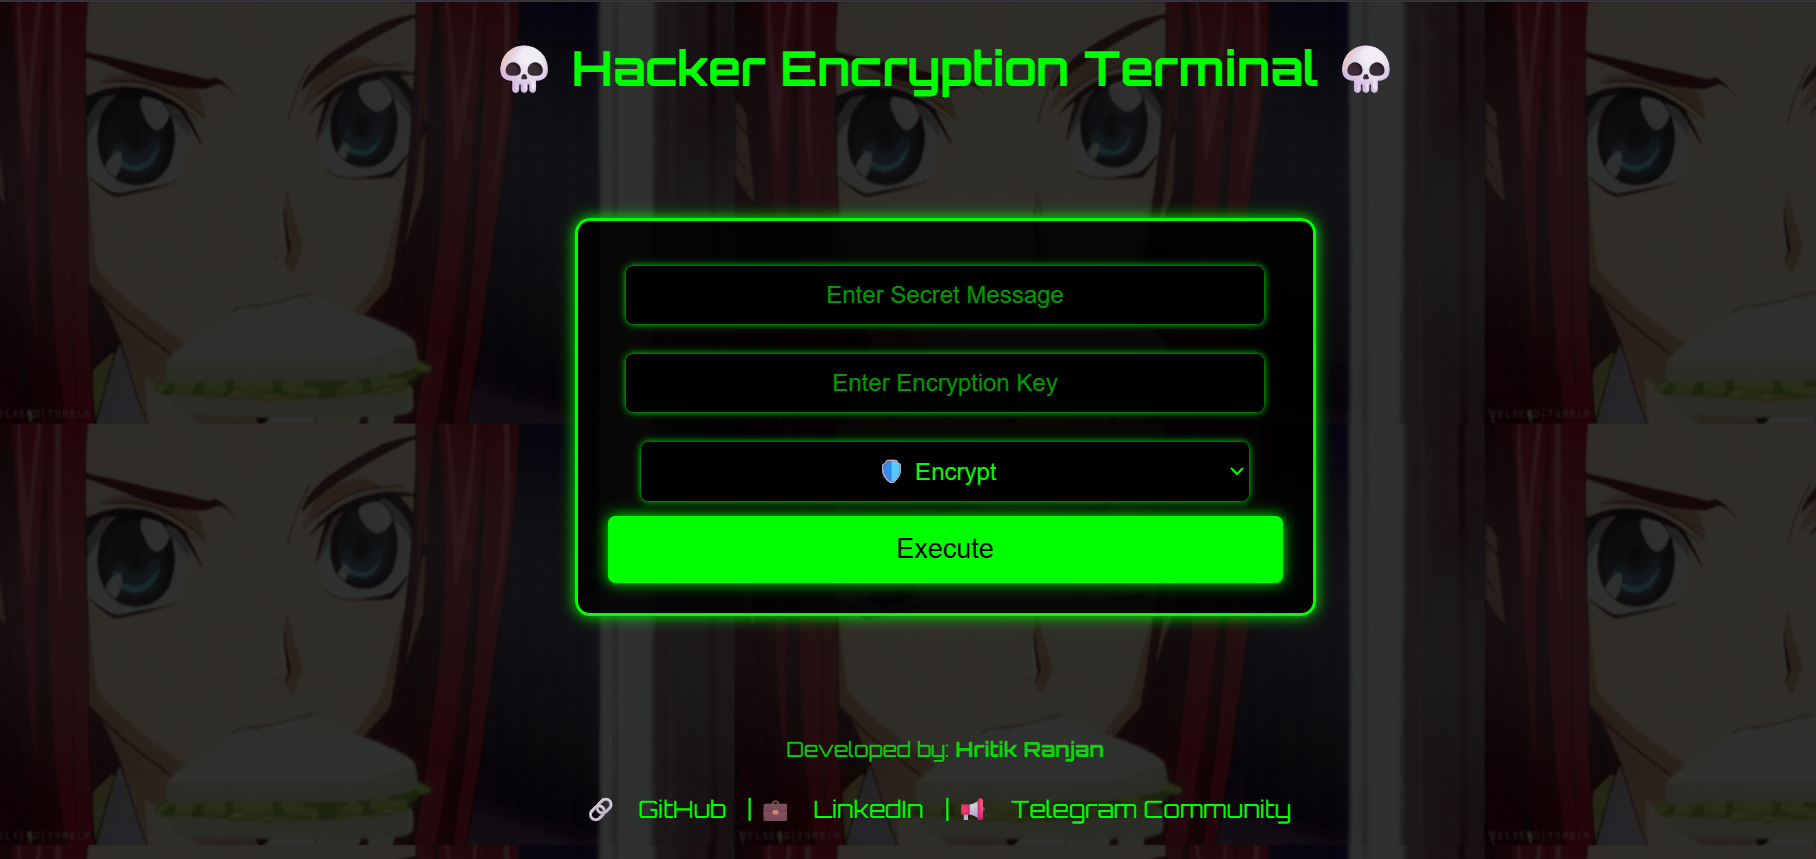 Hacker Encryption Terminal
Enter Secret Message
Enter Encryption Key
Encrypt
Execute
Developed by: Hritik Ranjan
GitHub | LinkedIn | Telegram Community